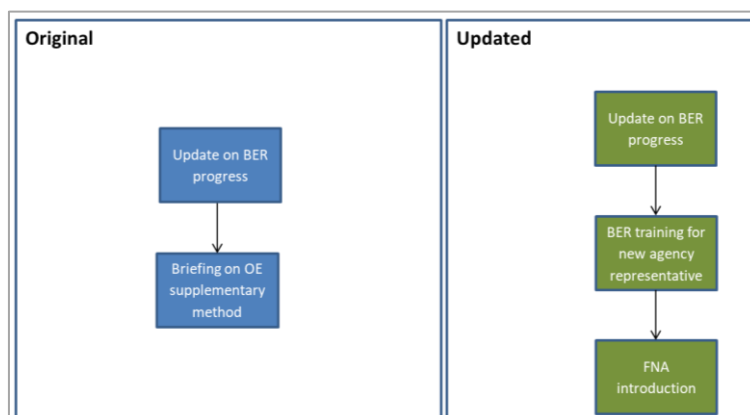 Original
Update on BER
progress
Briefing on OE
supplementary
method
Updated
Update on BER
progress
BER training for
new agency
representative
FNA
introduction